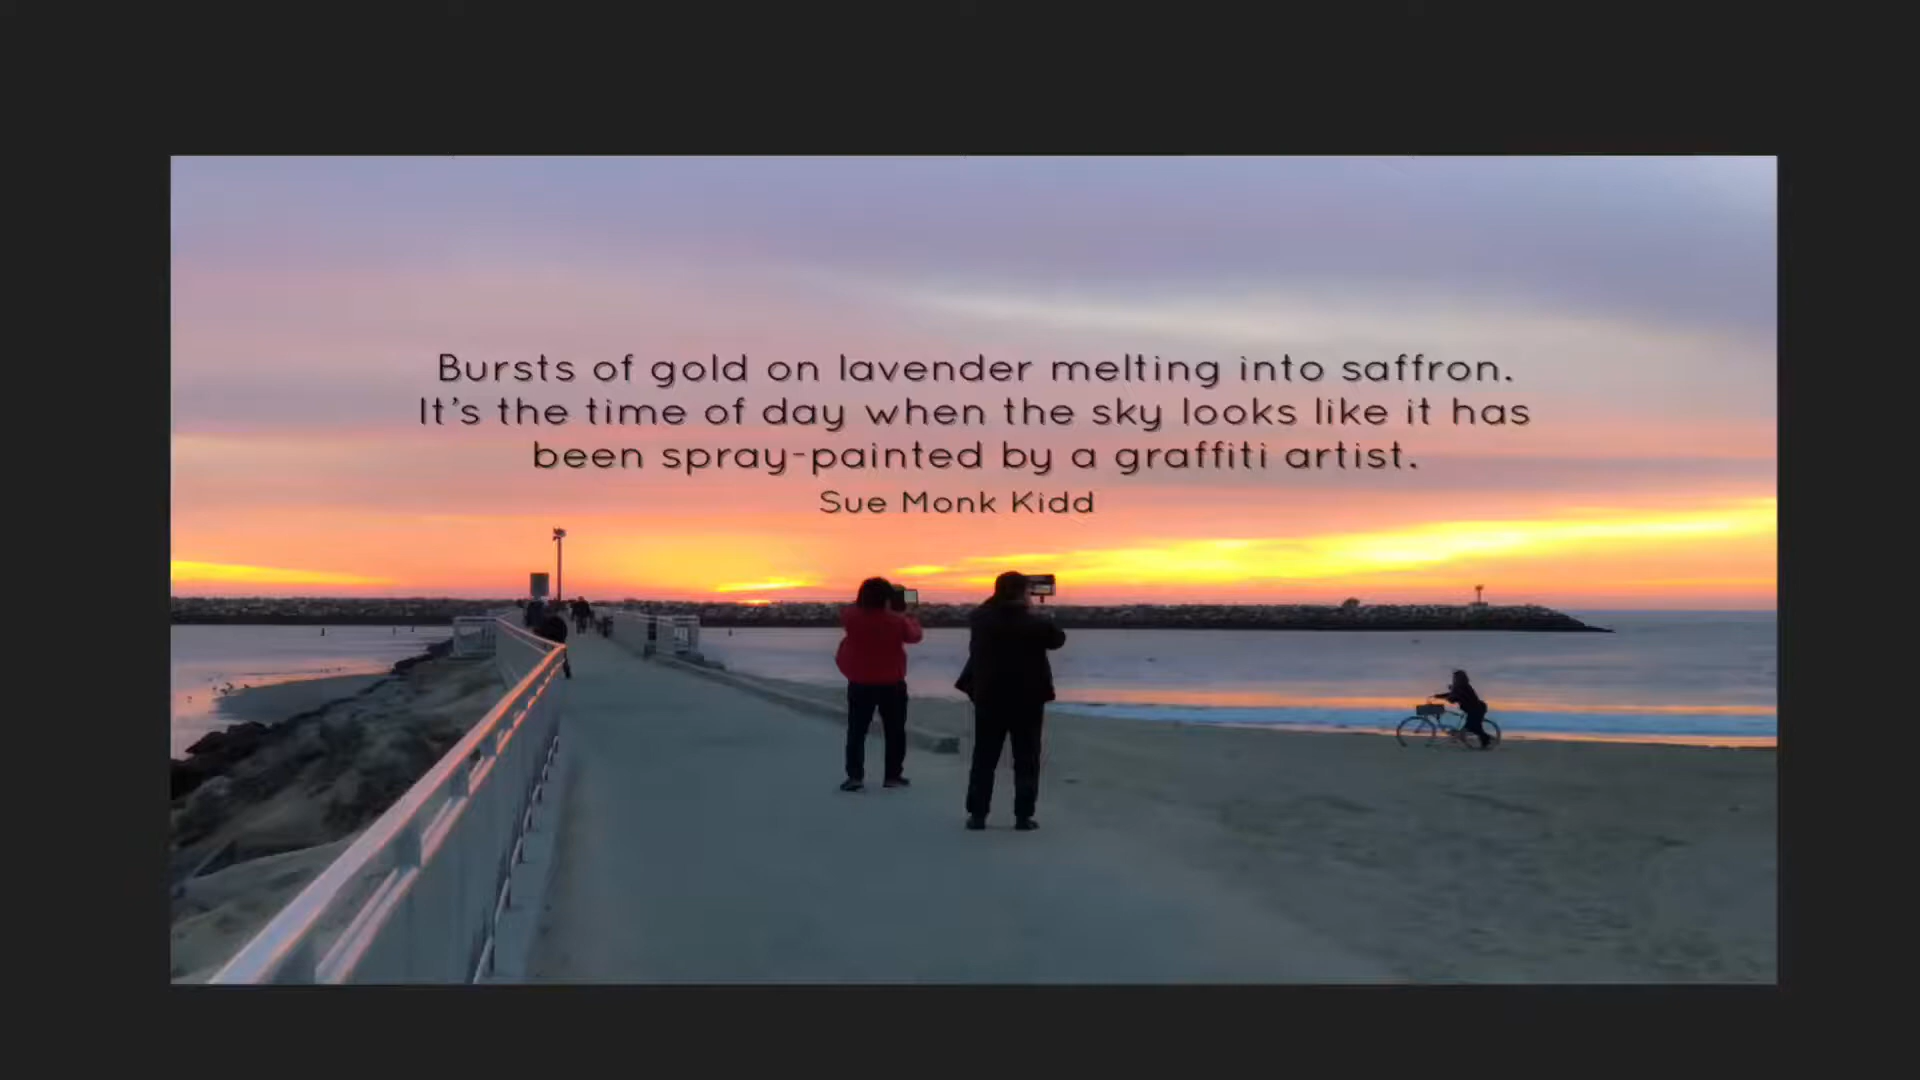 Bursts of gold on lavender melting into saffron.
It's the time of day when the sky looks like it has
been spray-painted by a graffiti artist.
Sue Monk Kidd